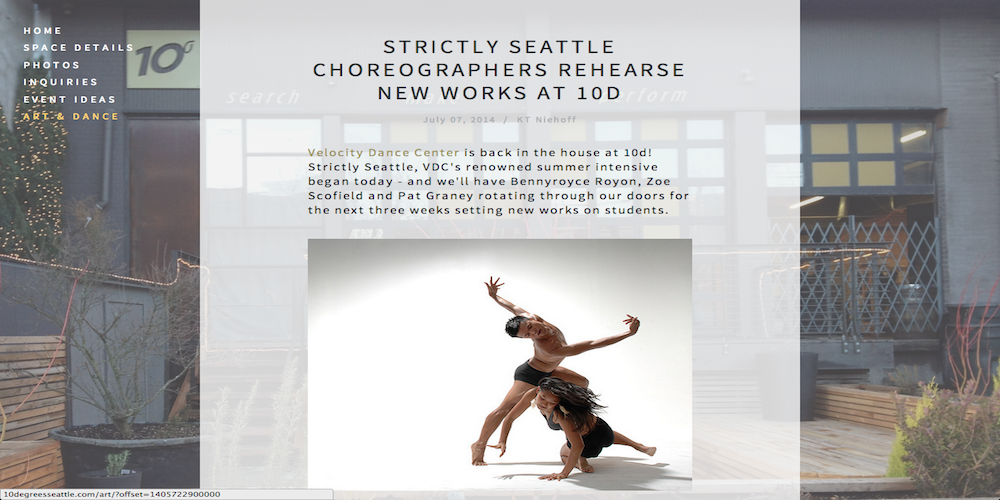 HOME
SPACE DETAILS
PHOTOS
INQUIRIES
EVENT IDEAS
ART & DANCE
10°
search
make
perform
STRICTLY SEATTLE
CHOREOGRAPHERS REHEARSE
NEW WORKS AT 10D
July 07, 2014 / KT Niehoff
Velocity Dance Center is back in the house at 10d!
Strictly Seattle, VDC's renowned summer intensive
began today - and we'll have Bennyroyce Royon, Zoe
Scofield and Pat Graney rotating through our doors for
the next three weeks setting new works on students.
10degreesseattle.com/art/?offset=1405722900000